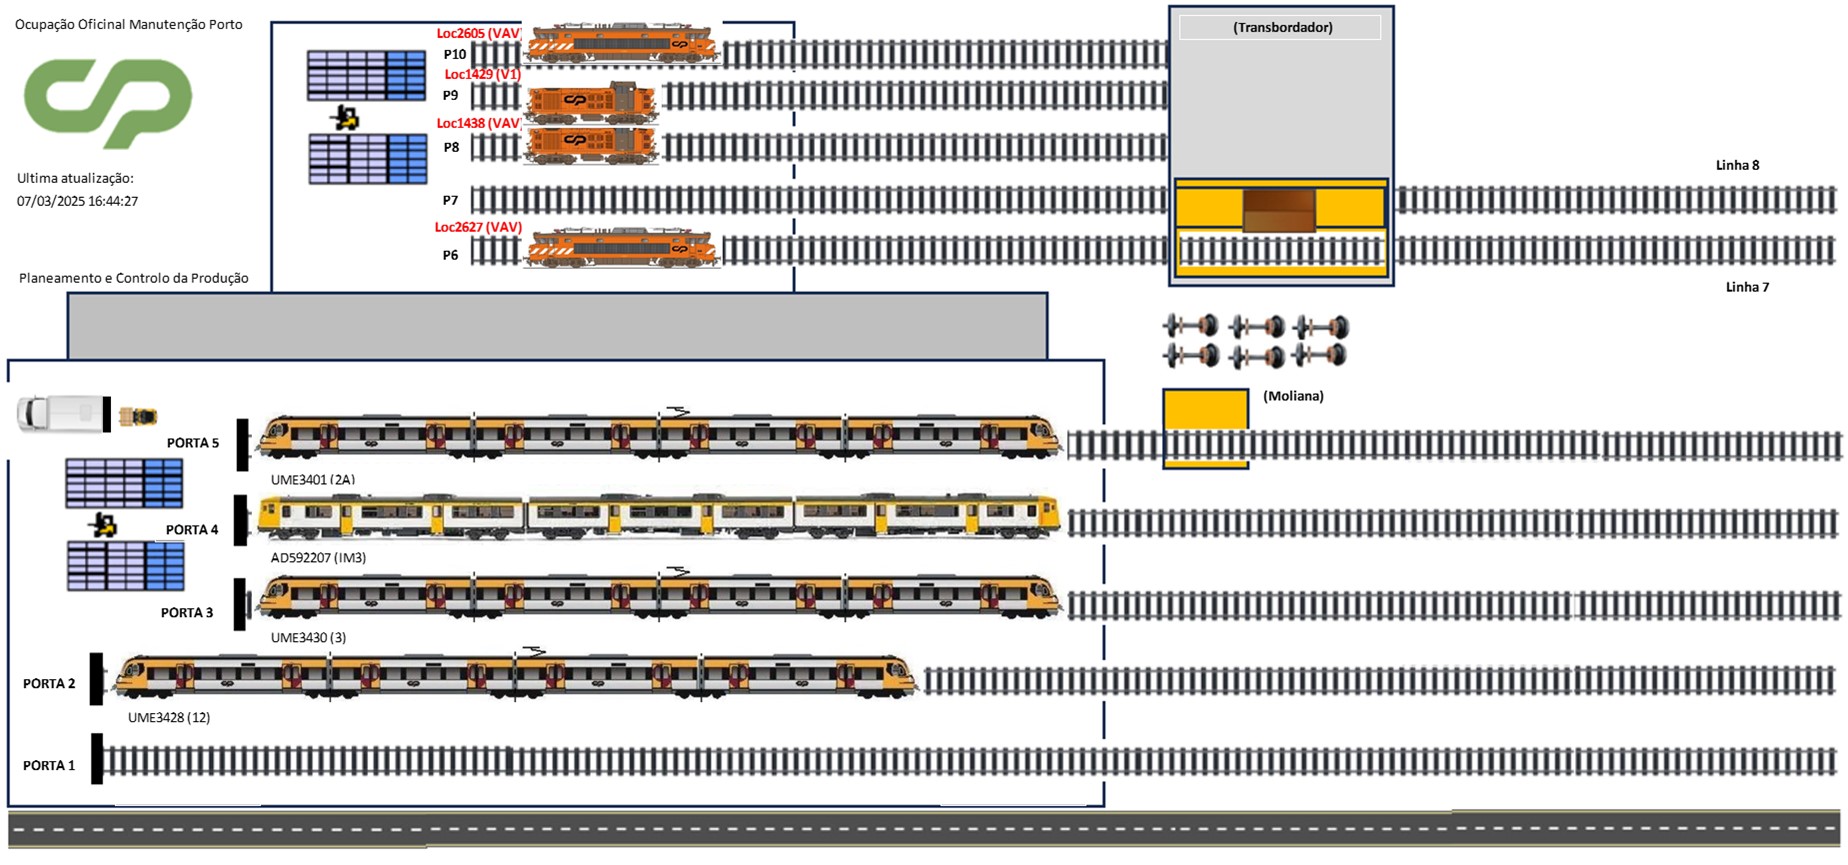 Ocupação Oficinal Manutenção Porto
Ultima atualização:
07/03/2025 16:44:27
Planeamento e Controlo da Produção
Loc2605 (VAV)
P10
Loc1429 (V1)
P9
Loc1438 (VAV)
P8
P7
Loc2627 (VAV)
P6
(Transbordador)
Linha 8
Linha 7
(Moliana)
PORTA 5
UME3401 (2A)
PORTA 4
AD592207 (IM3)
PORTA 3
UME3430 (3)
PORTA 2
UME3428 (12)
PORTA 1